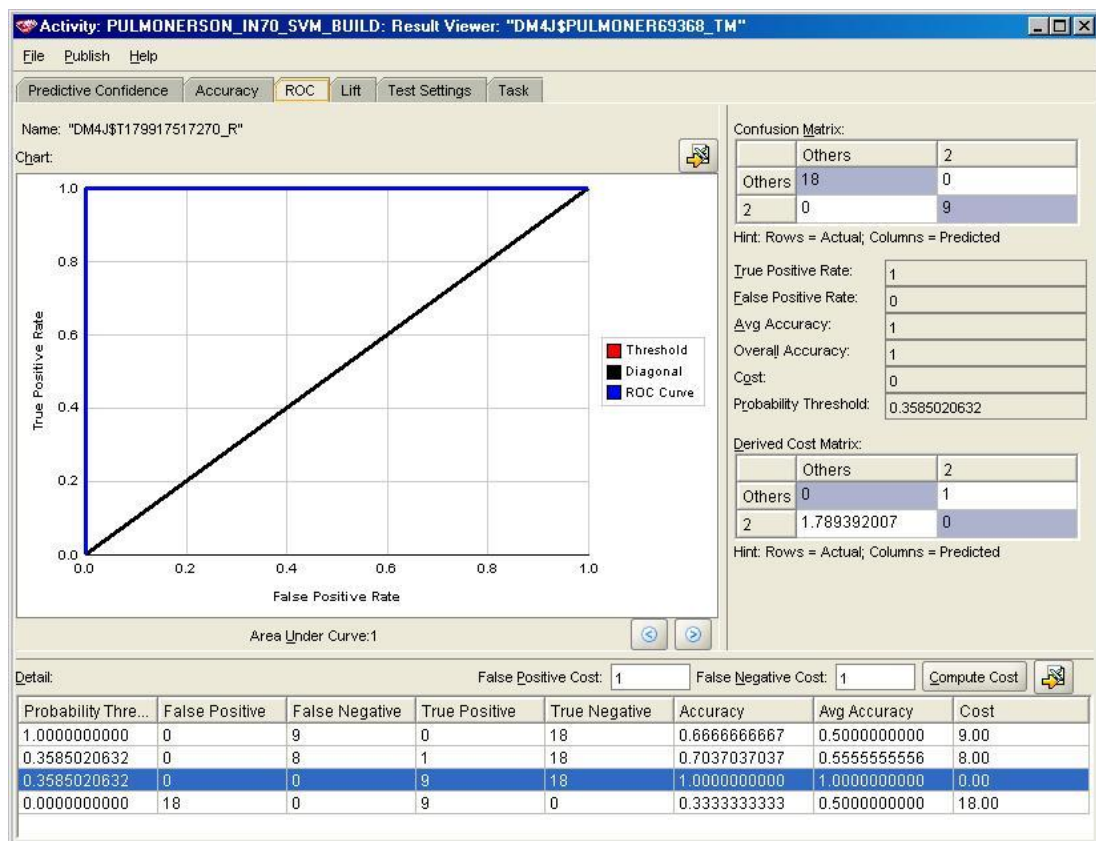 Activity: PULMONERSON_IN70_SVM_BUILD: Result Viewer: "DM4J$PULMONER69368_TM"
File Publish Help
Predictive Confidence Accuracy ROC Lift Test Settings Task
Name: "DM4J$T179917517270_R"
Chart:
1.0
0.8
0.6
0.4
0.2
0.0
True Positive Rate
0.0 0.2 0.4 0.6 0.8 1.0
False Positive Rate
Threshold
Diagonal
ROC Curve
Area Under Curve:1
Confusion Matrix:
Others 2
Others 18 0
2 0 9
Hint: Rows = Actual; Columns = Predicted
True Positive Rate: 1
False Positive Rate: 0
Avg Accuracy: 1
Overall Accuracy: 1
Cost: 0
Probability Threshold: 0.3585020632
Derived Cost Matrix:
Others 2
Others 0 1
2 1.789392007 0
Hint: Rows = Actual; Columns = Predicted
Detail: False Positive Cost: 1 False Negative Cost: 1 Compute Cost
Probability Thre... False Positive False Negative True Positive True Negative Accuracy Avg Accuracy Cost
1.0000000000 0 9 0 18 0.6666666667 0.5000000000 9.00
0.3585020632 0 8 1 18 0.7037037037 0.5555555556 8.00
0.3585020632 0 0 9 18 1.0000000000 1.0000000000 0.00
0.0000000000 18 0 9 0 0.3333333333 0.5000000000 18.00